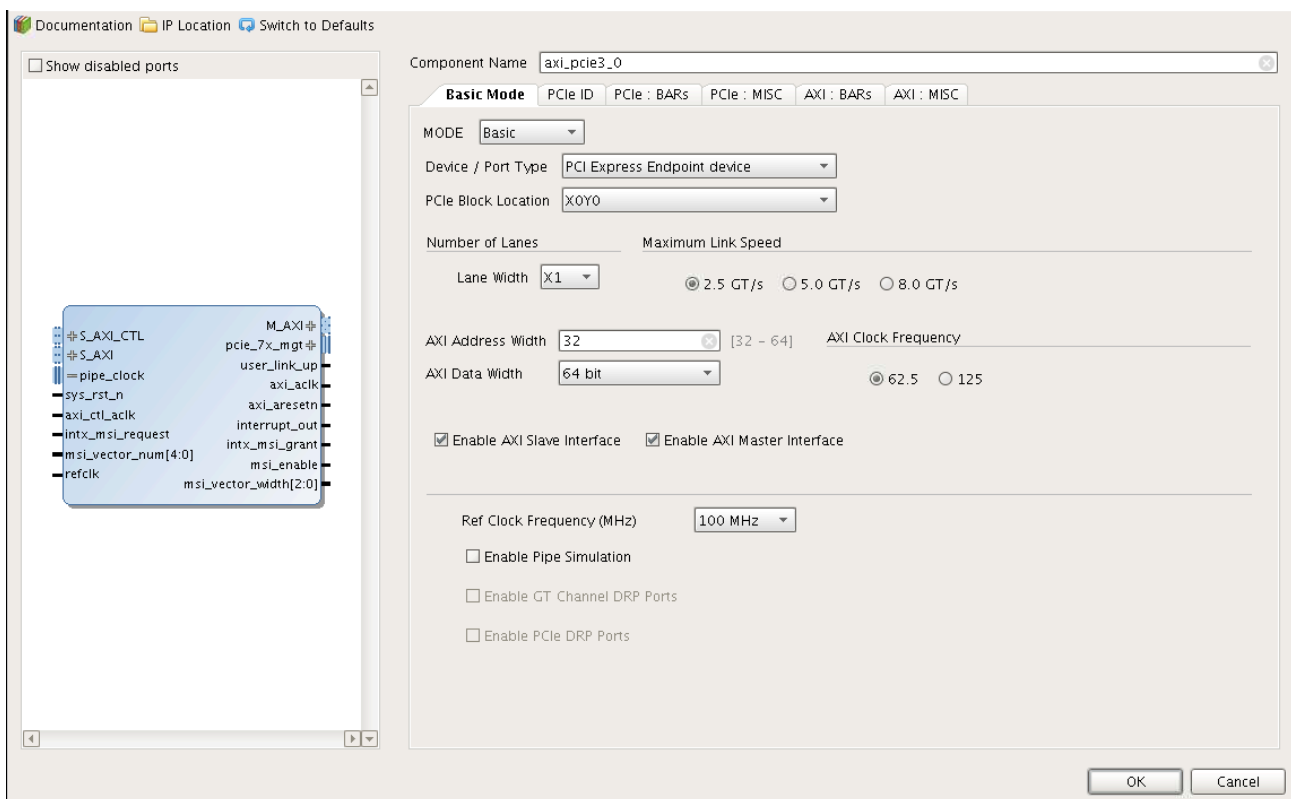 Documentation IP Location Switch to Defaults
Show disabled ports
S_AXI_CTL
S_AXI
pipe_clock
sys_rst_n
axi_ctl_aclk
intx_msi_request
msi_vector_num[4:0]
refclk
M_AXI
pcie_7x_mgt
user_link_up
axi_aclk
axi_aresetn
interrupt_out
intx_msi_grant
msi_enable
msi_vector_width[2:0]
Component Name axi_pcie3_0
Basic Mode PCIe ID PCIe : BARs PCIe : MISC AXI : BARs AXI : MISC
MODE Basic
Device / Port Type PCI Express Endpoint device
PCIe Block Location X0Y0
Number of Lanes Maximum Link Speed
Lane Width X1 2.5 GT/s 5.0 GT/s 8.0 GT/s
AXI Address Width 32 [32 - 64] AXI Clock Frequency
AXI Data Width 64 bit 62.5 125
Enable AXI Slave Interface Enable AXI Master Interface
Ref Clock Frequency (MHz) 100 MHz
Enable Pipe Simulation
Enable GT Channel DRP Ports
Enable PCIe DRP Ports
OK Cancel